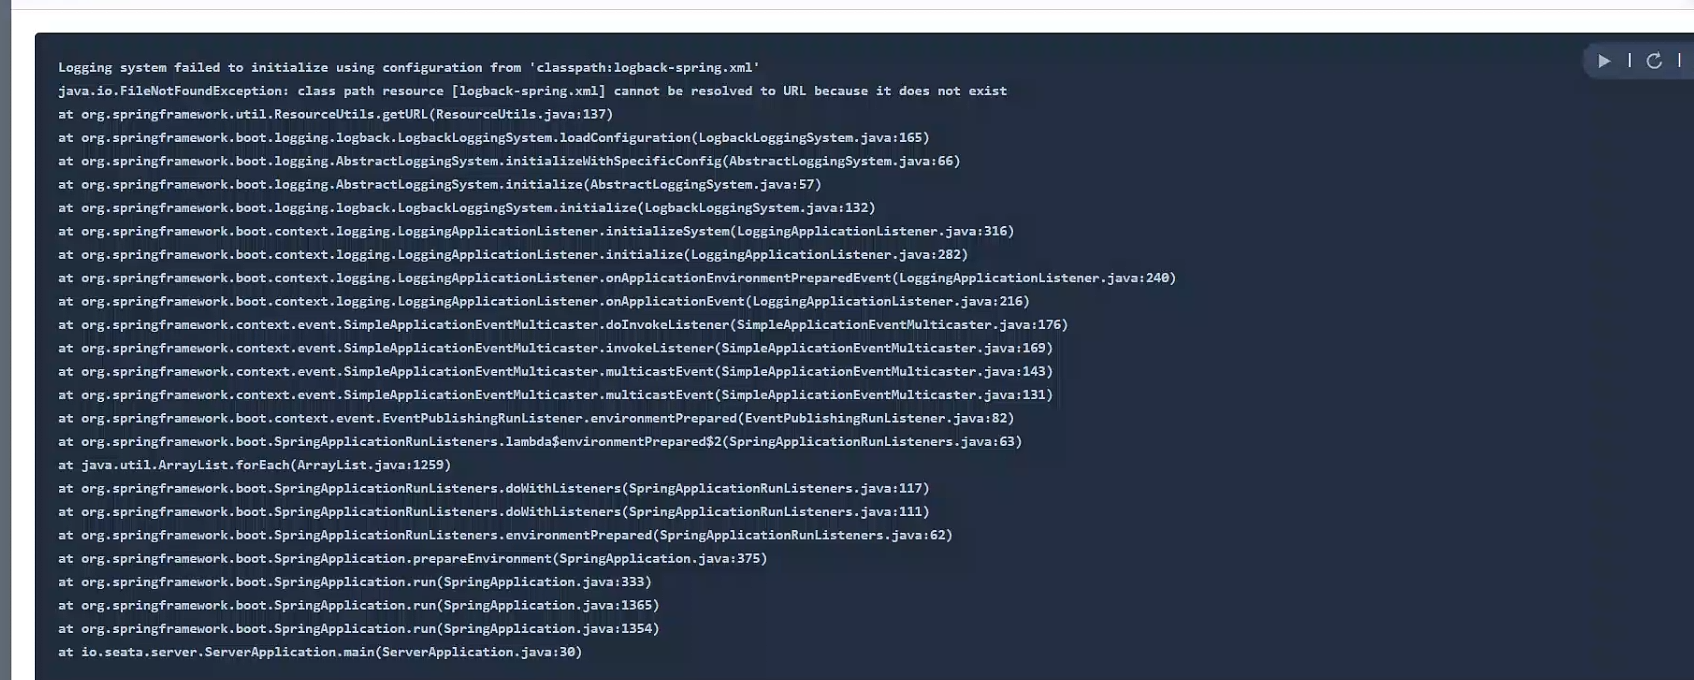 Logging system failed to initialize using configuration from 'classpath:logback-spring.xml'
java.io.FileNotFoundException: class path resource [logback-spring.xml] cannot be resolved to URL because it does not exist
at org.springframework.util.ResourceUtils.getURL(ResourceUtils.java:137)
at org.springframework.boot.logging.logback.LogbackLoggingSystem.loadConfiguration(LogbackLoggingSystem.java:165)
at org.springframework.boot.logging.AbstractLoggingSystem.initializeWithSpecificConfig(AbstractLoggingSystem.java:66)
at org.springframework.boot.logging.AbstractLoggingSystem.initialize(AbstractLoggingSystem.java:57)
at org.springframework.boot.logging.logback.LogbackLoggingSystem.initialize(LogbackLoggingSystem.java:132)
at org.springframework.boot.context.logging.LoggingApplicationListener.initializeSystem(LoggingApplicationListener.java:316)
at org.springframework.boot.context.logging.LoggingApplicationListener.initialize(LoggingApplicationListener.java:282)
at org.springframework.boot.context.logging.LoggingApplicationListener.onApplicationEnvironmentPreparedEvent(LoggingApplicationListener.java:240)
at org.springframework.boot.context.logging.LoggingApplicationListener.onApplicationEvent(LoggingApplicationListener.java:216)
at org.springframework.context.event.SimpleApplicationEventMulticaster.doInvokeListener(SimpleApplicationEventMulticaster.java:176)
at org.springframework.context.event.SimpleApplicationEventMulticaster.invokeListener(SimpleApplicationEventMulticaster.java:169)
at org.springframework.context.event.SimpleApplicationEventMulticaster.multicastEvent(SimpleApplicationEventMulticaster.java:143)
at org.springframework.context.event.SimpleApplicationEventMulticaster.multicastEvent(SimpleApplicationEventMulticaster.java:131)
at org.springframework.boot.context.event.EventPublishingRunListener.environmentPrepared(EventPublishingRunListener.java:82)
at org.springframework.boot.SpringApplicationRunListeners.lambda$environmentPrepared$2(SpringApplicationRunListeners.java:63)
at java.util.ArrayList.forEach(ArrayList.java:1259)
at org.springframework.boot.SpringApplicationRunListeners.doWithListeners(SpringApplicationRunListeners.java:117)
at org.springframework.boot.SpringApplicationRunListeners.doWithListeners(SpringApplicationRunListeners.java:111)
at org.springframework.boot.SpringApplicationRunListeners.environmentPrepared(SpringApplicationRunListeners.java:62)
at org.springframework.boot.SpringApplication.prepareEnvironment(SpringApplication.java:375)
at org.springframework.boot.SpringApplication.run(SpringApplication.java:333)
at org.springframework.boot.SpringApplication.run(SpringApplication.java:1365)
at org.springframework.boot.SpringApplication.run(SpringApplication.java:1354)
at io.seata.server.ServerApplication.main(ServerApplication.java:30)